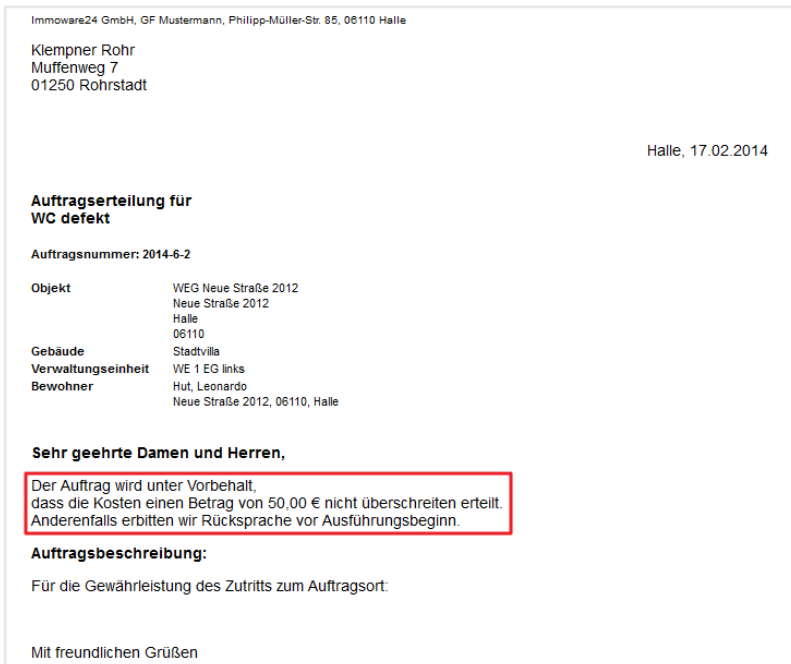 Immoware24 GmbH, GF Mustermann, Philipp-Müller-Str. 85, 06110 Halle
Klempner Rohr
Muffenweg 7
01250 Rohrstadt
Halle, 17.02.2014
Auftragserteilung für
WC defekt
Auftragsnummer: 2014-6-2
Objekt WEG Neue Straße 2012
Neue Straße 2012
Halle
06110
Gebäude Stadtvilla
Verwaltungseinheit WE 1 EG links
Bewohner Hut, Leonardo
Neue Straße 2012, 06110, Halle
Sehr geehrte Damen und Herren,
Der Auftrag wird unter Vorbehalt,
dass die Kosten einen Betrag von 50,00 € nicht überschreiten erteilt.
Anderenfalls erbitten wir Rücksprache vor Ausführungsbeginn.
Auftragsbeschreibung:
Für die Gewährleistung des Zutritts zum Auftragsort:
Mit freundlichen Grüßen